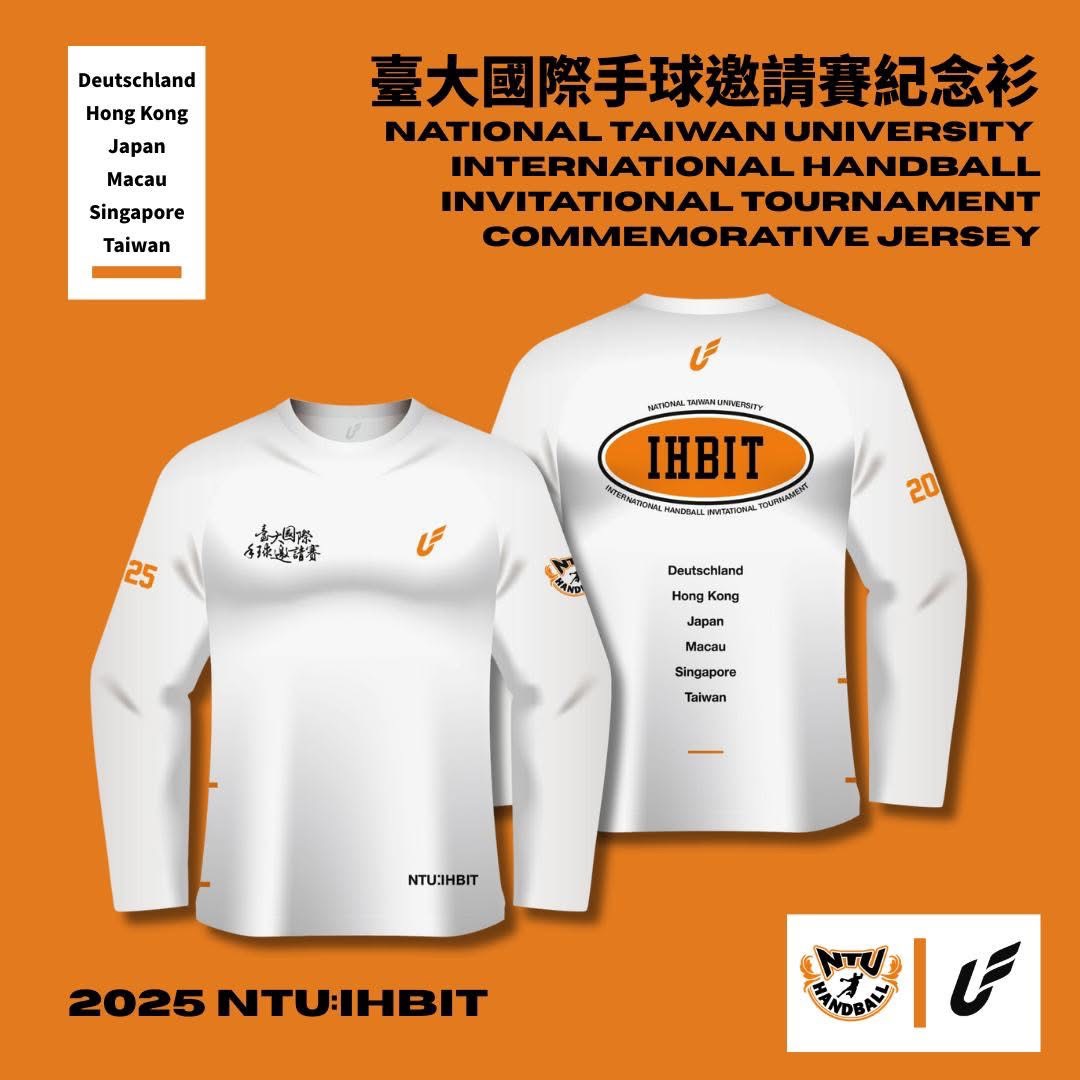 Deutschland
Hong Kong
Japan
Macau
Singapore
Taiwan
臺大國際手球邀請賽紀念衫
NATIONAL TAIWAN UNIVERSITY
INTERNATIONAL HANDBALL
INVITATIONAL TOURNAMENT
COMMEMORATIVE JERSEY
NATIONAL TAIWAN UNIVERSITY
IHBIT
INTERNATIONAL HANDBALL INVITATIONAL TOURNAMENT
20
Deutschland
Hong Kong
Japan
Macau
Singapore
Taiwan
臺大國際
手球邀請賽
25
NTU
HANDB
NTU:IHBIT
2025 NTU:IHBIT
NTU
HANDBALL